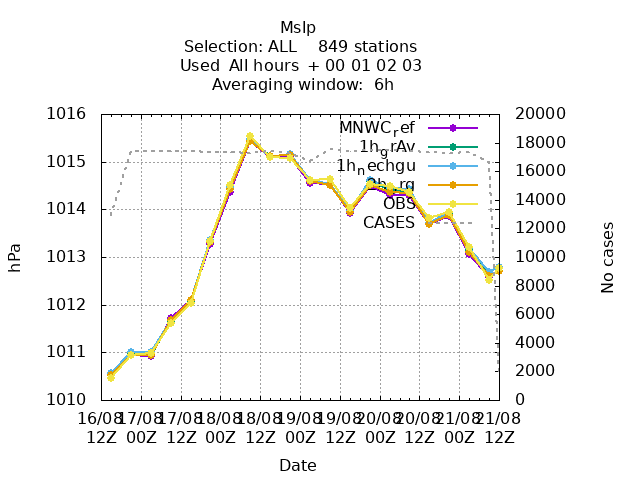 Mslp
Selection: ALL 849 stations
Used All hours + 00 01 02 03
Averaging window: 6h
1016
1015
1014
1013
1012
1011
1010
hPa
20000
18000
16000
14000
12000
10000
8000
6000
4000
2000
0
No cases
MNWC_ref
1h_grAv
1h_nechgu
OBS
CASES
16/08 17/08 17/08 18/08 18/08 19/08 19/08 20/08 20/08 21/08 21/08
12Z 00Z 12Z 00Z 12Z 00Z 12Z 00Z 12Z 00Z 12Z
Date